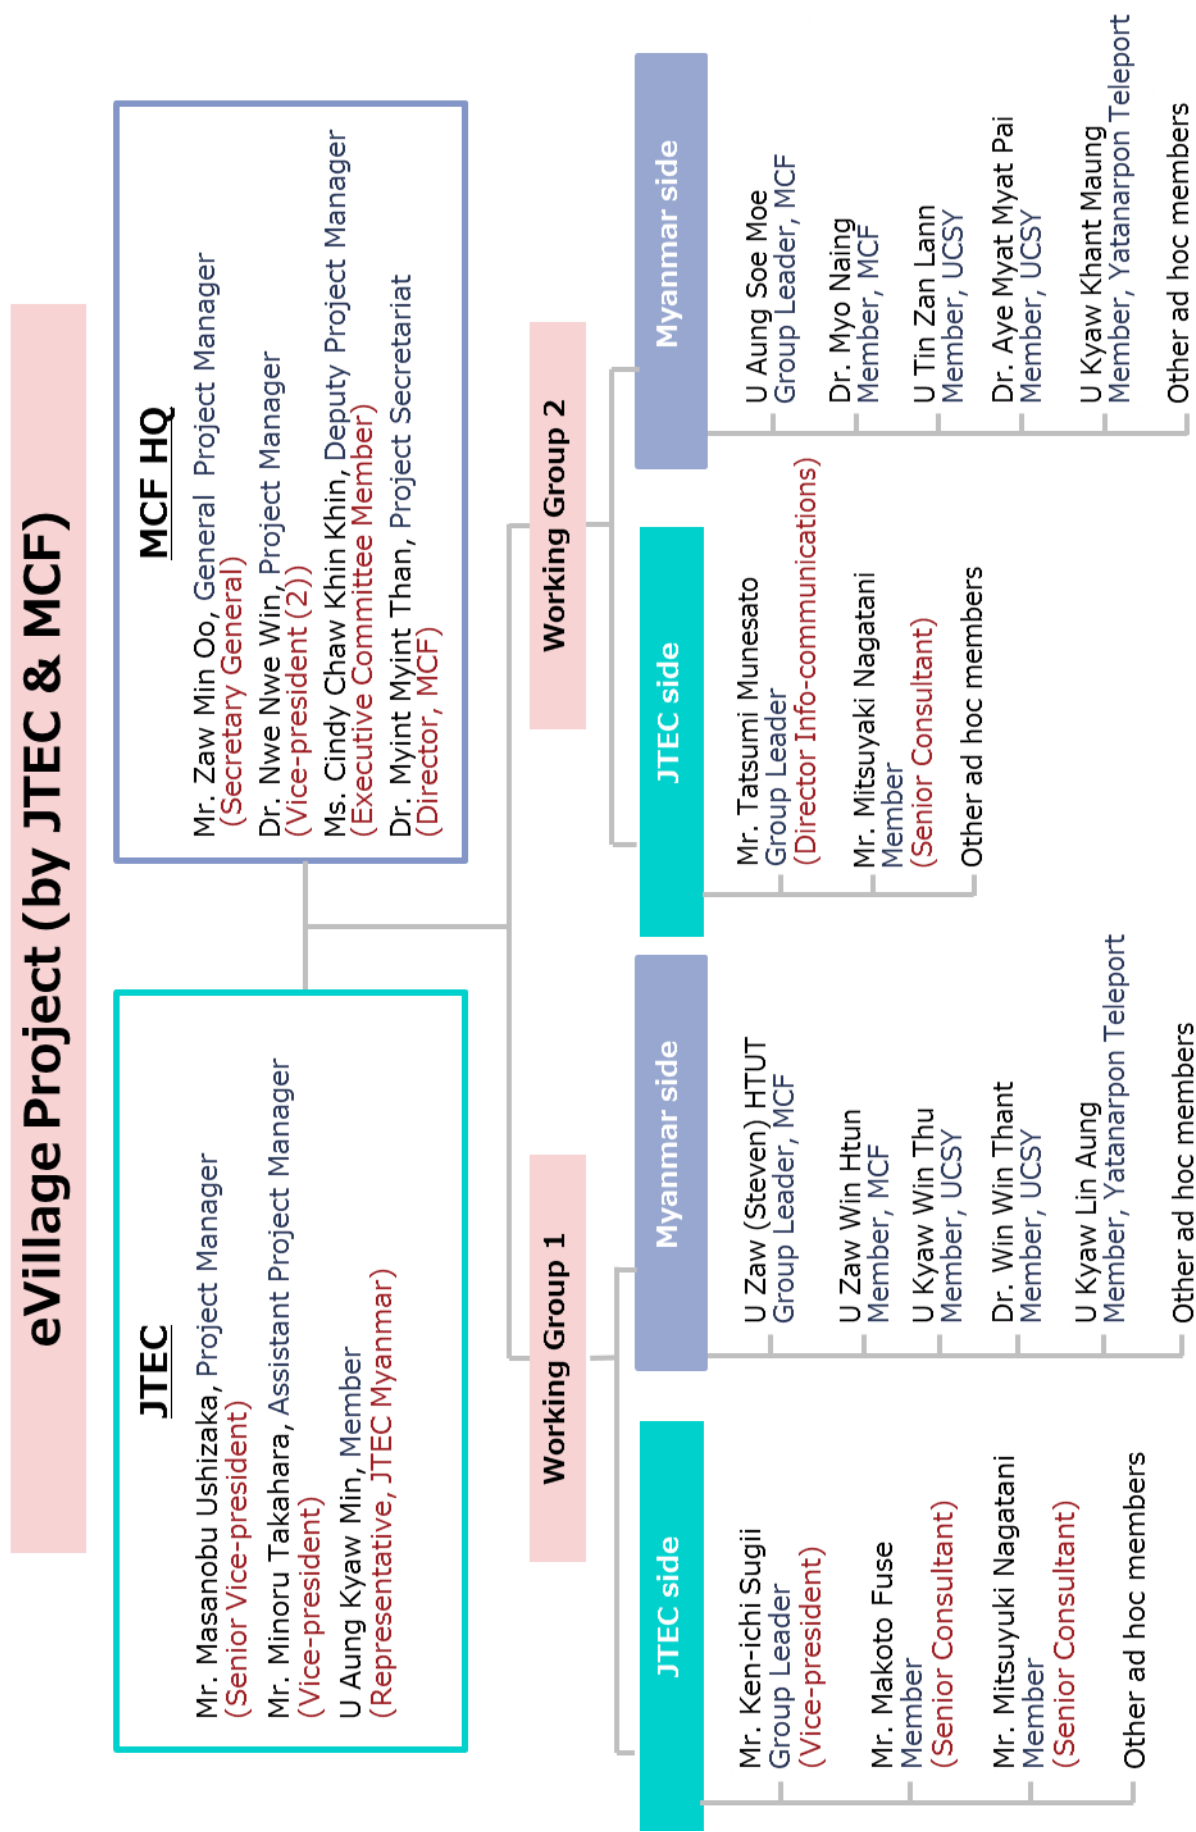 eVillage Project (by JTEC & MCF)
JTEC
Mr. Masanobu Ushizaka, Project Manager
(Senior Vice-president)
Mr. Minoru Takahara, Assistant Project Manager
(Vice-president)
U Aung Kyaw Min, Member
(Representative, JTEC Myanmar)
MCF HQ
Mr. Zaw Min Oo, General Project Manager
(Secretary General)
Dr. Nwe Nwe Win, Project Manager
(Vice-president (2))
Ms. Cindy Chaw Khin Khin, Deputy Project Manager
(Executive Committee Member)
Dr. Myint Myint Than, Project Secretariat
(Director, MCF)
Working Group 1
JTEC side
Mr. Ken-ichi Sugii
Group Leader
(Vice-president)
Mr. Makoto Fuse
Member
(Senior Consultant)
Mr. Mitsuyuki Nagatani
Member
(Senior Consultant)
Other ad hoc members
Myanmar side
U Zaw (Steven) HTUT
Group Leader, MCF
U Zaw Win Htun
Member, MCF
U Kyaw Win Thu
Member, UCSY
Dr. Win Win Thant
Member, UCSY
U Kyaw Lin Aung
Member, Yatanarpon Teleport
Other ad hoc members
Working Group 2
JTEC side
Mr. Tatsumi Munesato
Group Leader
(Director Info-communications)
Mr. Mitsuyaki Nagatani
Member
(Senior Consultant)
Other ad hoc members
Myanmar side
U Aung Soe Moe
Group Leader, MCF
Dr. Myo Naing
Member, MCF
U Tin Zan Lann
Member, UCSY
Dr. Aye Myat Myat Pai
Member, UCSY
U Kyaw Khant Maung
Member, Yatanarpon Teleport
Other ad hoc members